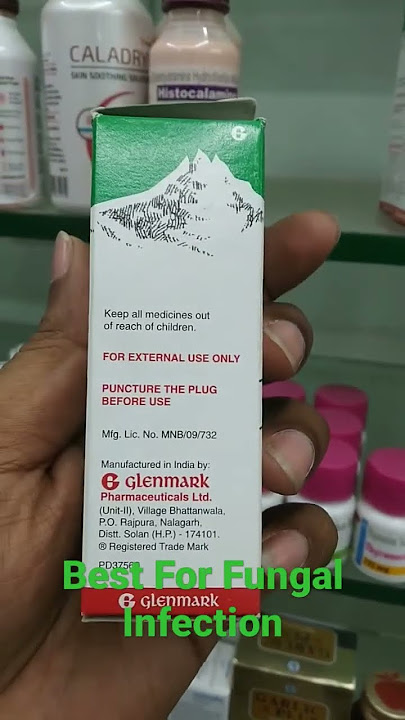 CALADRY
SKIN SOOTHING
Histocalamine
G
Keep all medicines out
of reach of children.
FOR EXTERNAL USE ONLY
PUNCTURE THE PLUG
BEFORE USE
Mfg. Lic. No. MNB/09/732
Manufactured in India by:
G glenmark
Pharmaceuticals Ltd.
(Unit-II), Village Bhattanwala,
P.O. Rajpura, Nalagarh,
Distt. Solan (H.P.) - 174101.
® Registered Trade Mark
Best For Fungal
Infection
G glenmark